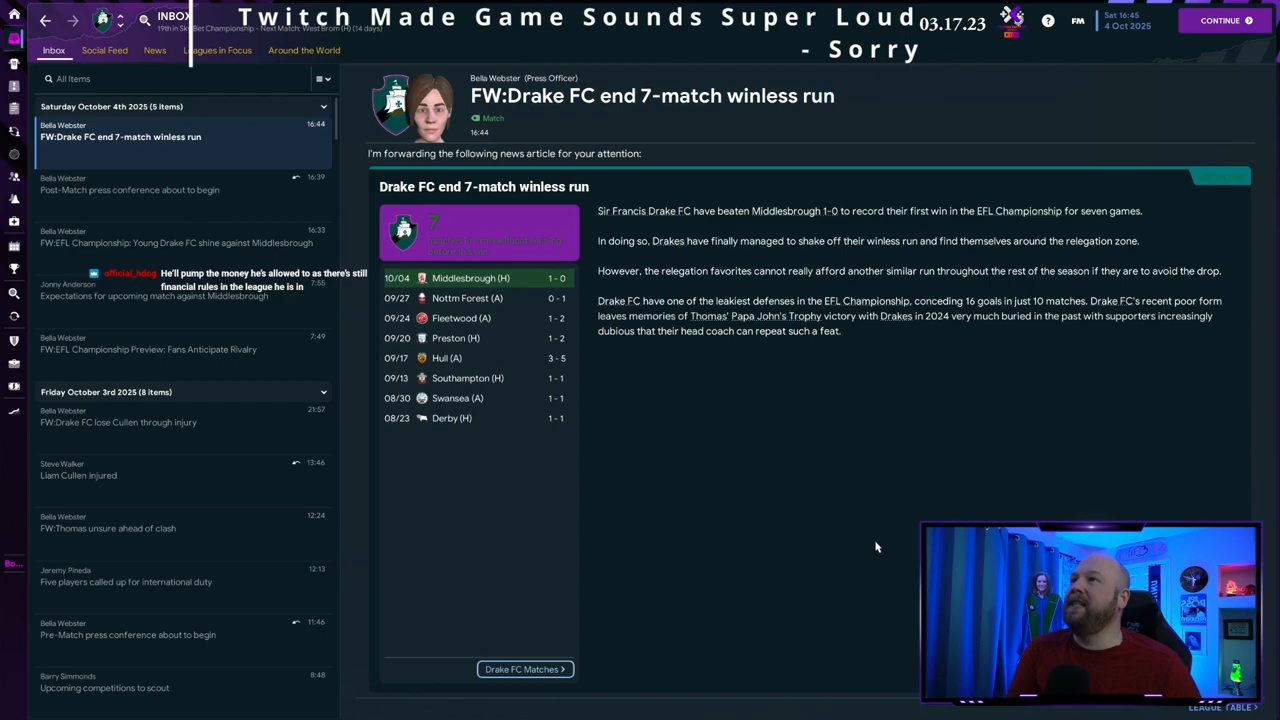 INBOX
19th in Sky Bet Championship - Next Match: West Brom (H) (14 days)
Twitch Made Game Sounds Super Loud
- Sorry
03.17.23
FM
Sat 16:45
4 Oct 2025
CONTINUE
Inbox
Social Feed
News
Leagues in Focus
Around the World
All Items
Saturday October 4th 2025 (5 items)
Bella Webster 16:44
FW:Drake FC end 7-match winless run
Bella Webster 16:39
Post-Match press conference about to begin
Bella Webster 16:33
FW:EFL Championship: Young Drake FC shine against Middlesbrough
official_hdog He'll pump the money he's allowed to as there's still
financial rules in the league he is in
Jonny Anderson 7:55
Expectations for upcoming match against Middlesbrough
Bella Webster 7:49
FW:EFL Championship Preview: Fans Anticipate Rivalry
Friday October 3rd 2025 (8 items)
Bella Webster 21:57
FW:Drake FC lose Cullen through injury
Steve Walker 13:46
Liam Cullen injured
Bella Webster 12:24
FW:Thomas unsure ahead of clash
Jeremy Pineda 12:13
Five players called up for international duty
Bella Webster 11:46
Pre-Match press conference about to begin
Barry Simmonds 8:48
Upcoming competitions to scout
Bo...
Bella Webster (Press Officer)
FW:Drake FC end 7-match winless run
Match
16:44
I'm forwarding the following news article for your attention:
Drake FC end 7-match winless run
7
10/04 Middlesbrough (H) 1 - 0
09/27 Nottm Forest (A) 0 - 1
09/24 Fleetwood (A) 1 - 2
09/20 Preston (H) 1 - 2
09/17 Hull (A) 3 - 5
09/13 Southampton (H) 1 - 1
08/30 Swansea (A) 1 - 1
08/23 Derby (H) 1 - 1
Drake FC Matches
Sir Francis Drake FC have beaten Middlesbrough 1-0 to record their first win in the EFL Championship for seven games.
In doing so, Drakes have finally managed to shake off their winless run and find themselves around the relegation zone.
However, the relegation favorites cannot really afford another similar run throughout the rest of the season if they are to avoid the drop.
Drake FC have one of the leakiest defenses in the EFL Championship, conceding 16 goals in just 10 matches. Drake FC's recent poor form
leaves memories of Thomas' Papa John's Trophy victory with Drakes in 2024 very much buried in the past with supporters increasingly
dubious that their head coach can repeat such a feat.
LEAGUE TABLE